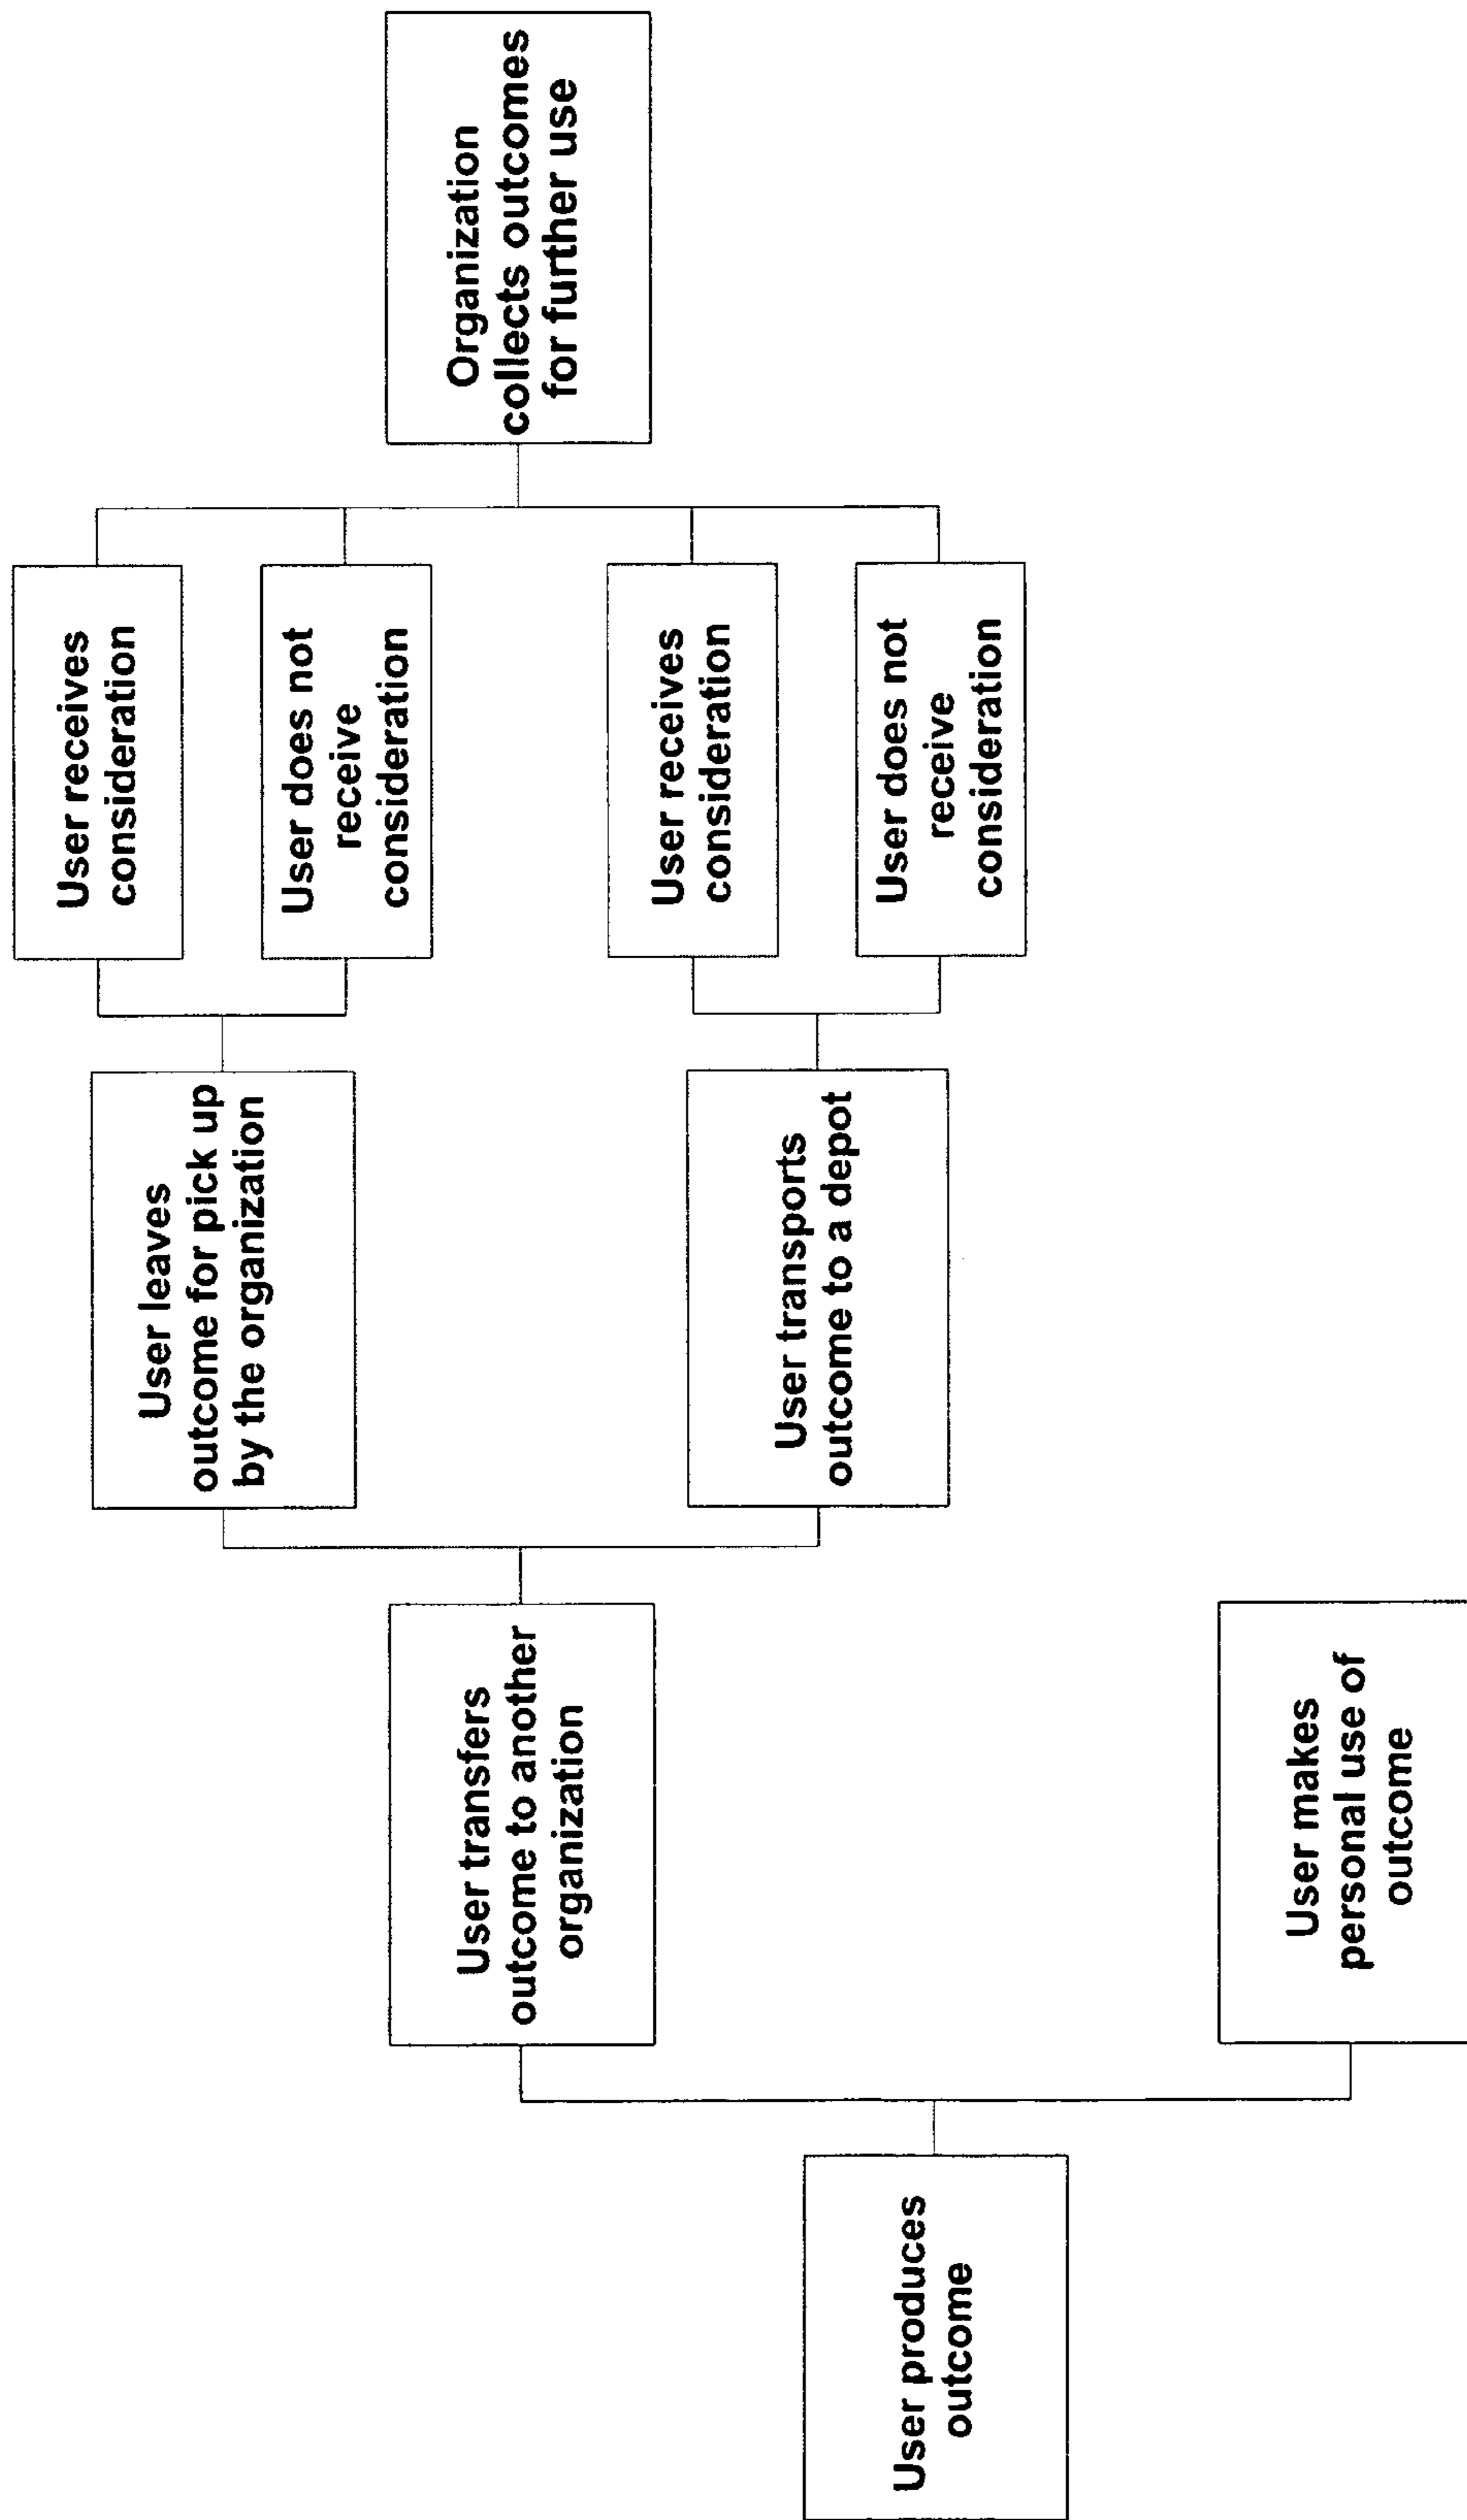 User produces
outcome
User transfers
outcome to another
organization
User makes
personal use of
outcome
User leaves
outcome for pick up
by the organization
User transports
outcome to a depot
User receives
consideration
User does not
receive
consideration
User receives
consideration
User does not
receive
consideration
Organization
collects outcomes
for further use